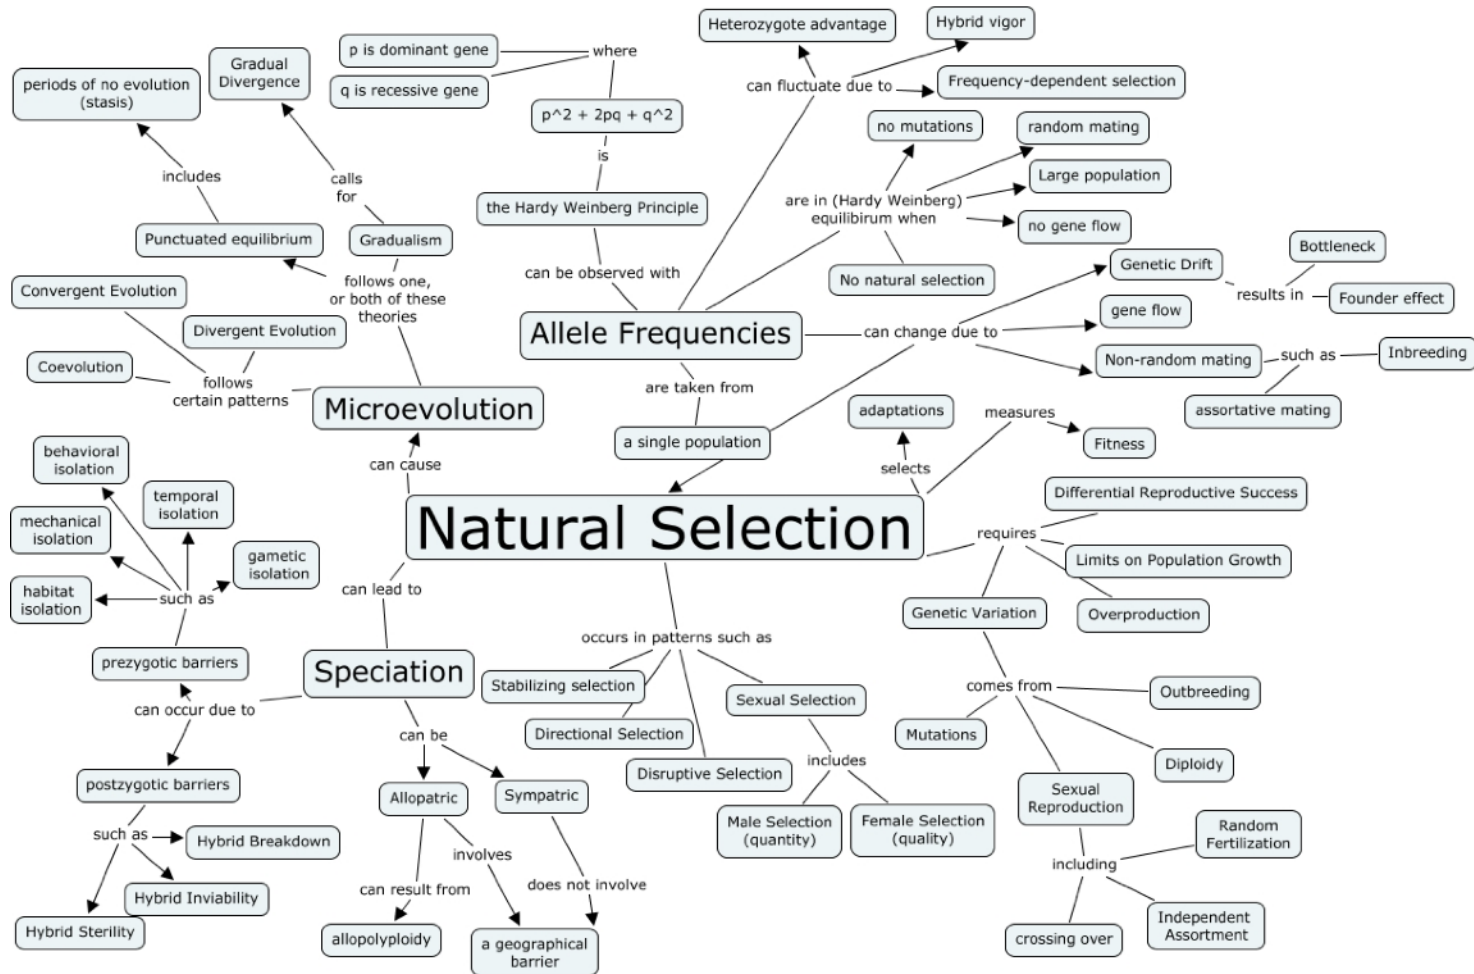 Heterozygote advantage
Hybrid vigor
p is dominant gene
where
Gradual
Divergence
periods of no evolution
(stasis)
q is recessive gene
can fluctuate due to
Frequency-dependent selection
p^2 + 2pq + q^2
no mutations
random mating
is
includes
calls
for
Large population
the Hardy Weinberg Principle
are in (Hardy Weinberg)
equilibirum when
no gene flow
Punctuated equilibrium
Gradualism
Bottleneck
Genetic Drift
can be observed with
No natural selection
follows one,
or both of these
theories
Convergent Evolution
results in
Founder effect
gene flow
Divergent Evolution
Allele Frequencies
can change due to
Coevolution
Non-random mating
such as
Inbreeding
follows
certain patterns
are taken from
Microevolution
adaptations
measures
assortative mating
a single population
Fitness
behavioral
isolation
can cause
selects
temporal
isolation
Differential Reproductive Success
mechanical
isolation
Natural Selection
requires
gametic
isolation
Limits on Population Growth
habitat
isolation
such as
can lead to
Genetic Variation
Overproduction
occurs in patterns such as
prezygotic barriers
Speciation
Stabilizing selection
Sexual Selection
comes from
Outbreeding
can occur due to
can be
Directional Selection
Mutations
includes
Diploidy
Disruptive Selection
postzygotic barriers
Allopatric
Sympatric
Sexual
Reproduction
Male Selection
(quantity)
Female Selection
(quality)
Random
Fertilization
such as
Hybrid Breakdown
involves
including
can result from
does not involve
Hybrid Inviability
Hybrid Sterility
allopolyploidy
a geographical
barrier
crossing over
Independent
Assortment